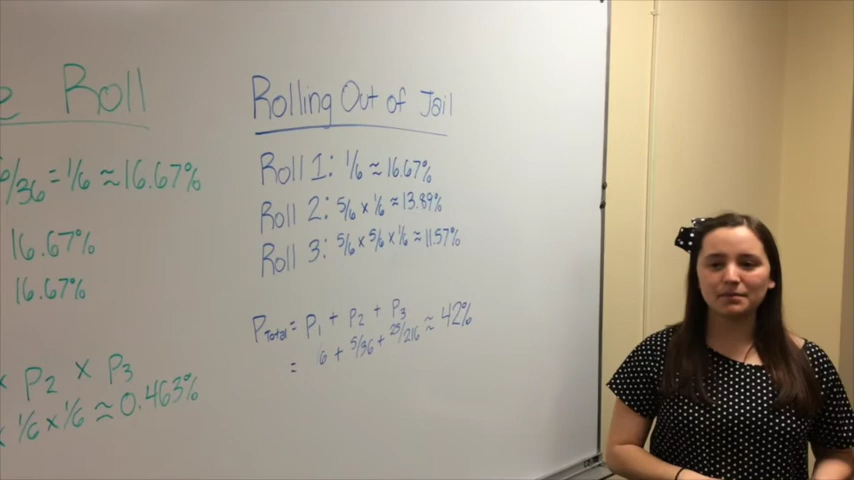 e Roll
6/36 = 1/6 ≈ 16.67%
16.67%
16.67%
x P2 x P3
x 1/6 x 1/6 ≈ 0.463%
Rolling Out of Jail
Roll 1: 1/6 ≈ 16.67%
Roll 2: 5/6 x 1/6 ≈ 13.89%
Roll 3: 5/6 x 5/6 x 1/6 ≈ 11.57%
PTotal = P1 + P2 + P3
= 6 + 5/36 + 25/216 ≈ 42%